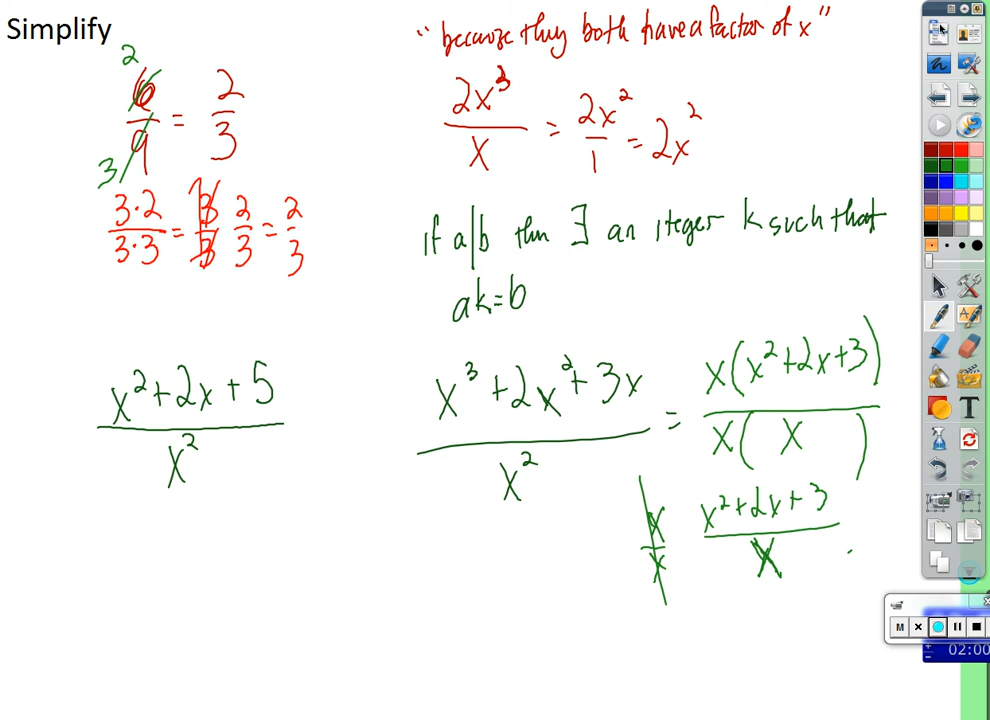 Simplify
"because they both have a factor of x"
2
6/9 = 2/3
3
2x³/x = 2x²/1 = 2x²
3·2/3·3 = 3/3 2/3 = 2/3
if a|b then ∃ an iteger k such that
ak=b
x²+2x+5/x²
x³+2x²+3x/x² = x(x²+2x+3)/x( x )
x/x x²+2x+3/x
M
02:00